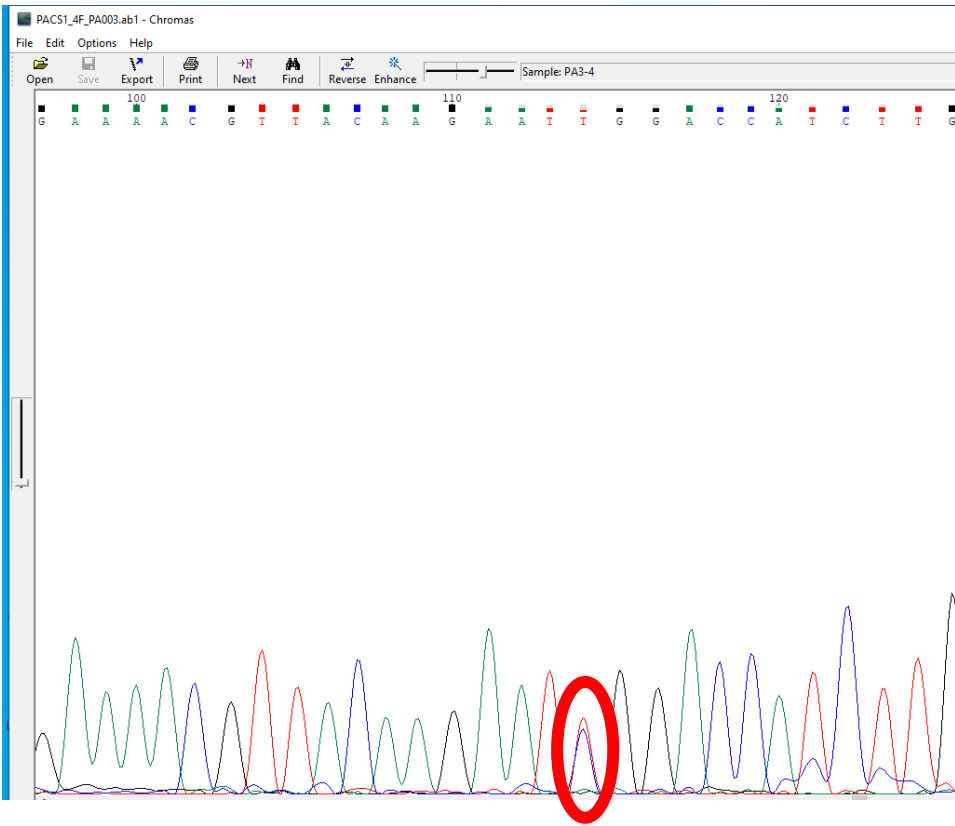 PACS1_4F_PA003.ab1 - Chromas
File Edit Options Help
Open Save Export Print Next Find Reverse Enhance Sample: PA3-4
100 110 120
G A A A A C G T T A C A A G A A T T G G A C C A T C T T G